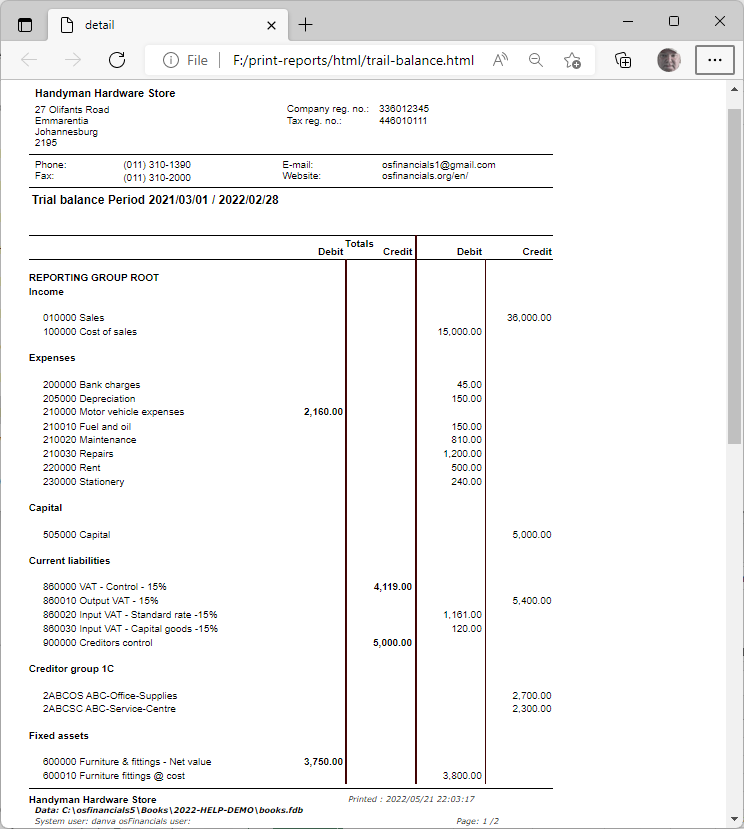 detail
File F:/print-reports/html/trail-balance.html
Handyman Hardware Store
27 Olifants Road Company reg. no.: 336012345
Emmarentia Tax reg. no.: 446010111
Johannesburg
2195
Phone: (011) 310-1390 E-mail: osfinancials1@gmail.com
Fax: (011) 310-2000 Website: osfinancials.org/en/
Trial balance Period 2021/03/01 / 2022/02/28
Totals
Debit Credit Debit Credit
REPORTING GROUP ROOT
Income
010000 Sales 36,000.00
100000 Cost of sales 15,000.00
Expenses
200000 Bank charges 45.00
205000 Depreciation 150.00
210000 Motor vehicle expenses 2,160.00
210010 Fuel and oil 150.00
210020 Maintenance 810.00
210030 Repairs 1,200.00
220000 Rent 500.00
230000 Stationery 240.00
Capital
505000 Capital 5,000.00
Current liabilities
860000 VAT - Control - 15% 4,119.00
860010 Output VAT - 15% 5,400.00
860020 Input VAT - Standard rate -15% 1,161.00
860030 Input VAT - Capital goods -15% 120.00
900000 Creditors control 5,000.00
Creditor group 1C
2ABCOS ABC-Office-Supplies 2,700.00
2ABCSC ABC-Service-Centre 2,300.00
Fixed assets
600000 Furniture & fittings - Net value 3,750.00
600010 Furniture fittings @ cost 3,800.00
Handyman Hardware Store Printed : 2022/05/21 22:03:17
Data: C:\osfinancials5\Books\2022-HELP-DEMO\books.fdb
System user: danva osFinancials user: Page: 1 /2